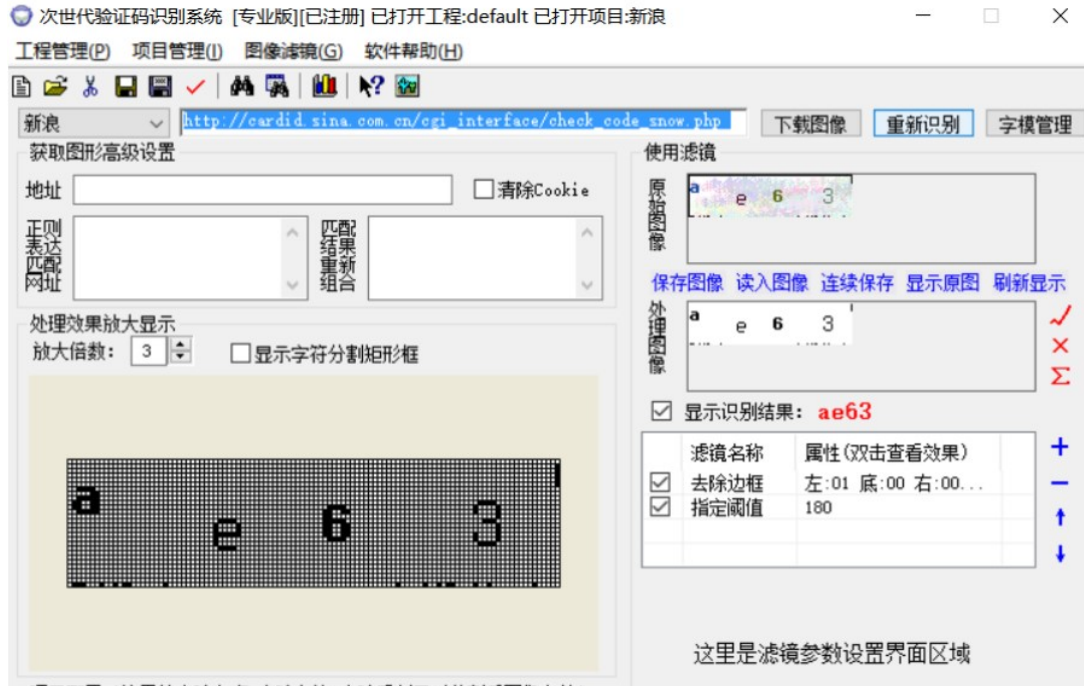 次世代验证码识别系统 [专业版][已注册] 已打开工程:default 已打开项目:新浪
工程管理(P) 项目管理(I) 图像滤镜(G) 软件帮助(H)
新浪 http://cardid.sina.com.cn/cgi_interface/check_code_snow.php 下载图像 重新识别 字模管理
获取图形高级设置
地址 清除Cookie
正则表达匹配网址
匹配结果重新组合
处理效果放大显示
放大倍数： 3 显示字符分割矩形框
a e 6 3
使用滤镜
原始图像
a e 6 3
保存图像 读入图像 连续保存 显示原图 刷新显示
处理图像
a e 6 3
显示识别结果： ae63
滤镜名称 属性(双击查看效果)
去除边框 左:01 底:00 右:00...
指定阈值 180
这里是滤镜参数设置界面区域